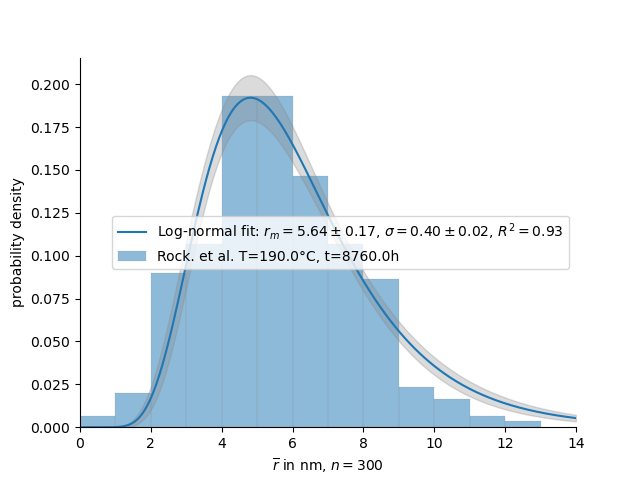 0.200
0.175
0.150
0.125
0.100
0.075
0.050
0.025
0.000
probability density
Log-normal fit: $r_m = 5.64 \pm 0.17$, $\sigma = 0.40 \pm 0.02$, $R^2 = 0.93$
Rock. et al. T=190.0°C, t=8760.0h
0 2 4 6 8 10 12 14
$\overline{r}$ in nm, $n = 300$